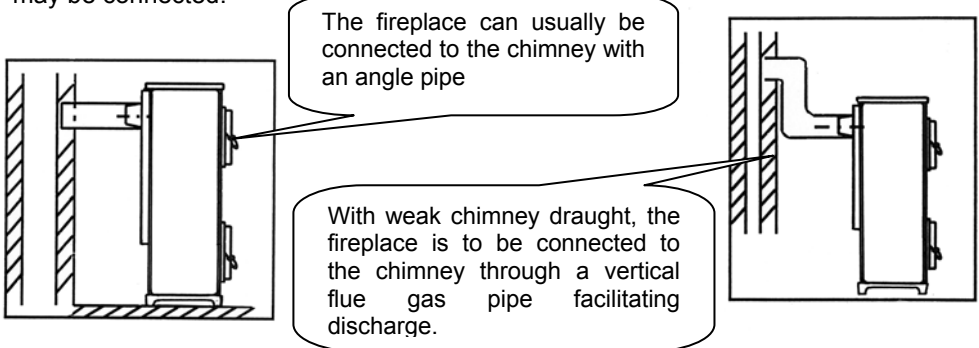 may be connected.
The fireplace can usually be
connected to the chimney with
an angle pipe
With weak chimney draught, the
fireplace is to be connected to
the chimney through a vertical
flue gas pipe facilitating
discharge.